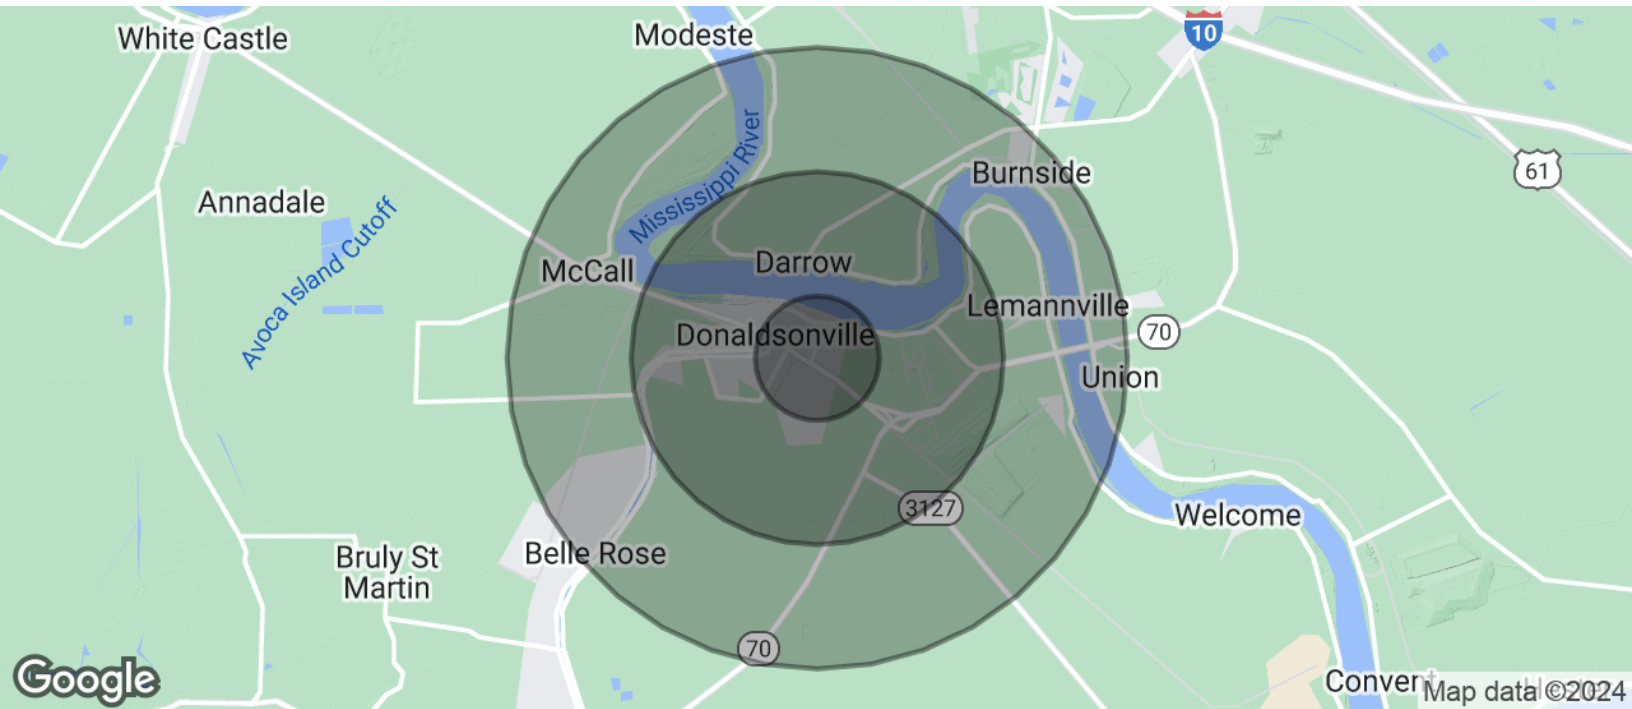 White Castle
Modeste
10
Mississippi River
61
Burnside
Annadale
Avoca Island Cutoff
McCall
Darrow
Lemannville
70
Donaldsonville
Union
3127
Welcome
Belle Rose
Bruly St
Martin
70
Google
Convent
Map data ©2024